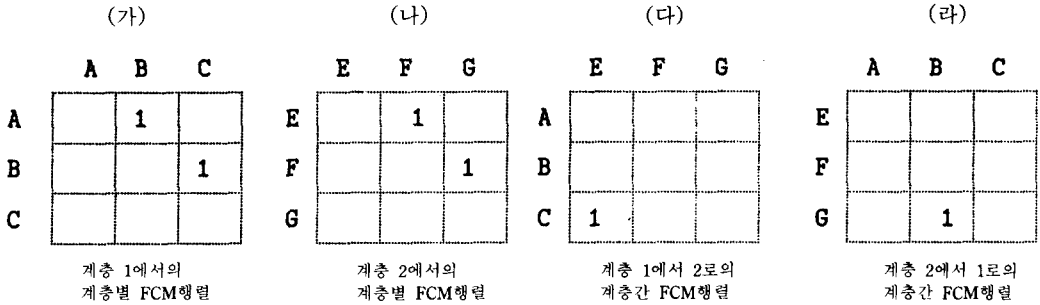 (가) (나) (다) (라)
A B C E F G E F G A B C
A 1 E 1 A E
B 1 F 1 B F
C G C 1 G 1
계층 1에서의 계층 2에서의 계층 1에서 2로의 계층 2에서 1로의
계층별 FCM행렬 계층별 FCM행렬 계층간 FCM행렬 계층간 FCM행렬